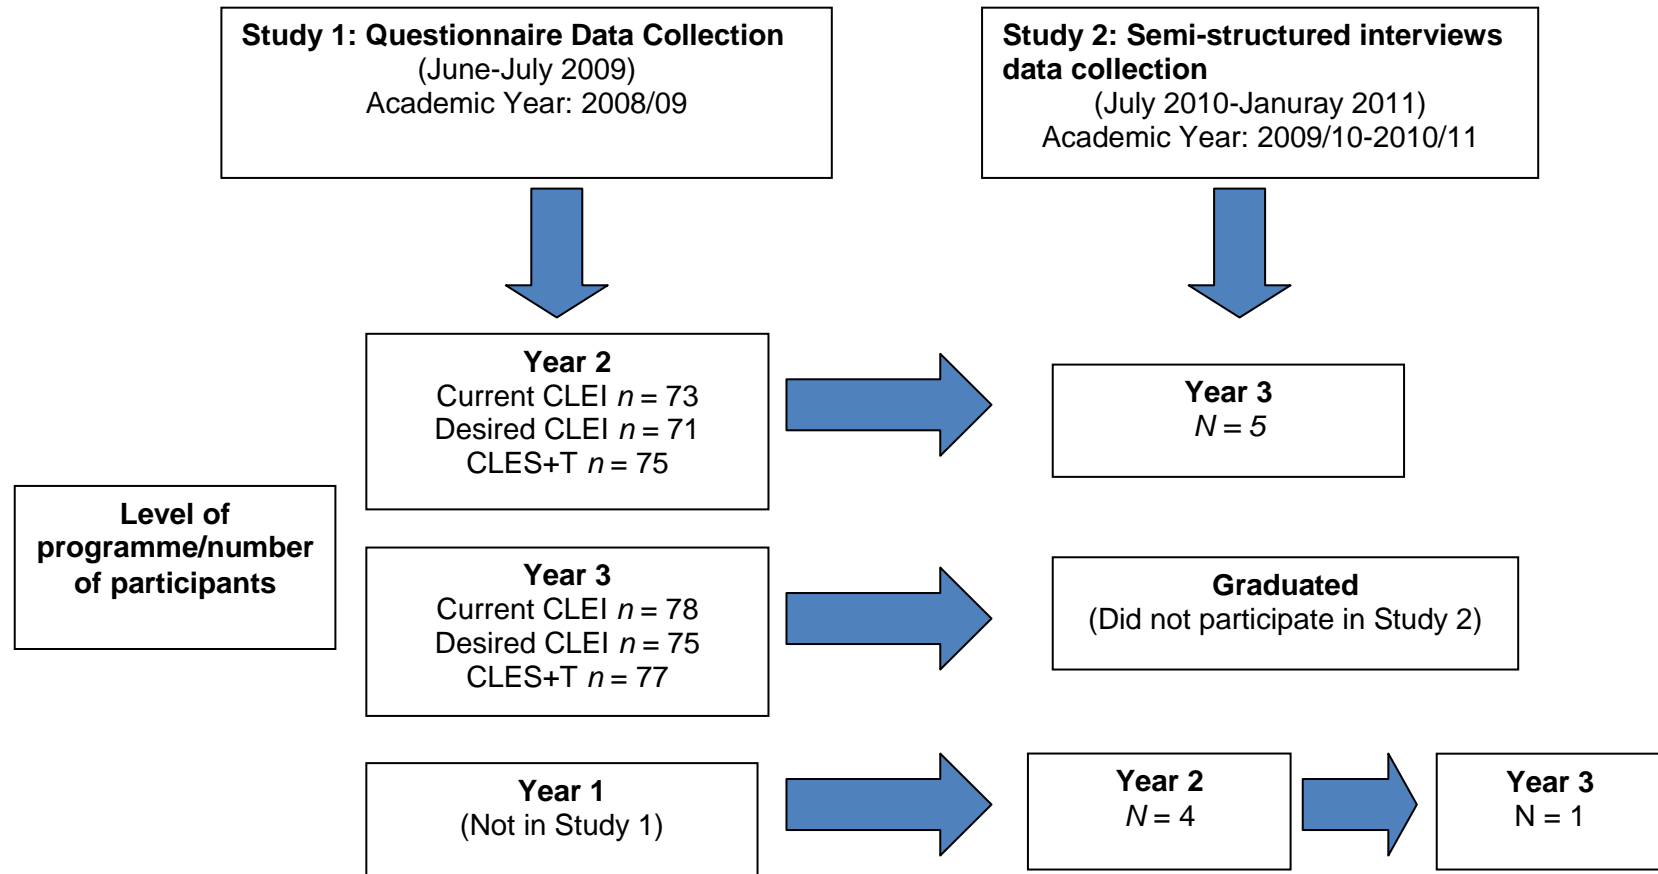 Study 1: Questionnaire Data Collection
(June-July 2009)
Academic Year: 2008/09
Study 2: Semi-structured interviews
data collection
(July 2010-Januray 2011)
Academic Year: 2009/10-2010/11
Level of
programme/number
of participants
Year 2
Current CLEI n = 73
Desired CLEI n = 71
CLES+T n = 75
Year 3
N = 5
Year 3
Current CLEI n = 78
Desired CLEI n = 75
CLES+T n = 77
Graduated
(Did not participate in Study 2)
Year 1
(Not in Study 1)
Year 2
N = 4
Year 3
N = 1